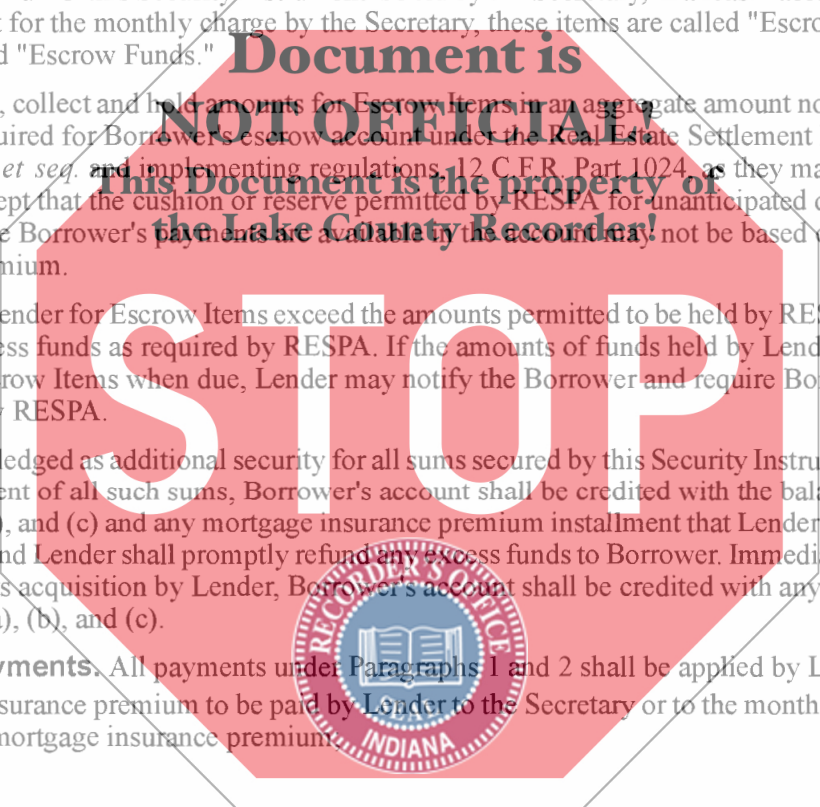 t for the monthly charge by the Secretary, these items are called "Escro
d "Escrow Funds."
Document is
, collect and hold amounts for Escrow Items in an aggregate amount no
NOT OFFICIAL!
uired for Borrower's escrow account under the Real Estate Settlement
et seq. and implementing regulations, 12 C.F.R. Part 1024, as they ma
This Document is the property of
ept that the cushion or reserve permitted by RESPA for unanticipated d
the Lake County Recorder!
e Borrower's payments are available in the account may not be based o
mium.
ender for Escrow Items exceed the amounts permitted to be held by RES
ess funds as required by RESPA. If the amounts of funds held by Lend
row Items when due, Lender may notify the Borrower and require Bo
y RESPA.
STOP
ledged as additional security for all sums secured by this Security Instru
ent of all such sums, Borrower's account shall be credited with the bala
), and (c) and any mortgage insurance premium installment that Lender
nd Lender shall promptly refund any excess funds to Borrower. Immedi
s acquisition by Lender, Borrower's account shall be credited with any
), (b), and (c).
RECORDER'S OFFICE
SEAL
INDIANA
yments. All payments under Paragraphs 1 and 2 shall be applied by L
surance premium to be paid by Lender to the Secretary or to the month
mortgage insurance premium.